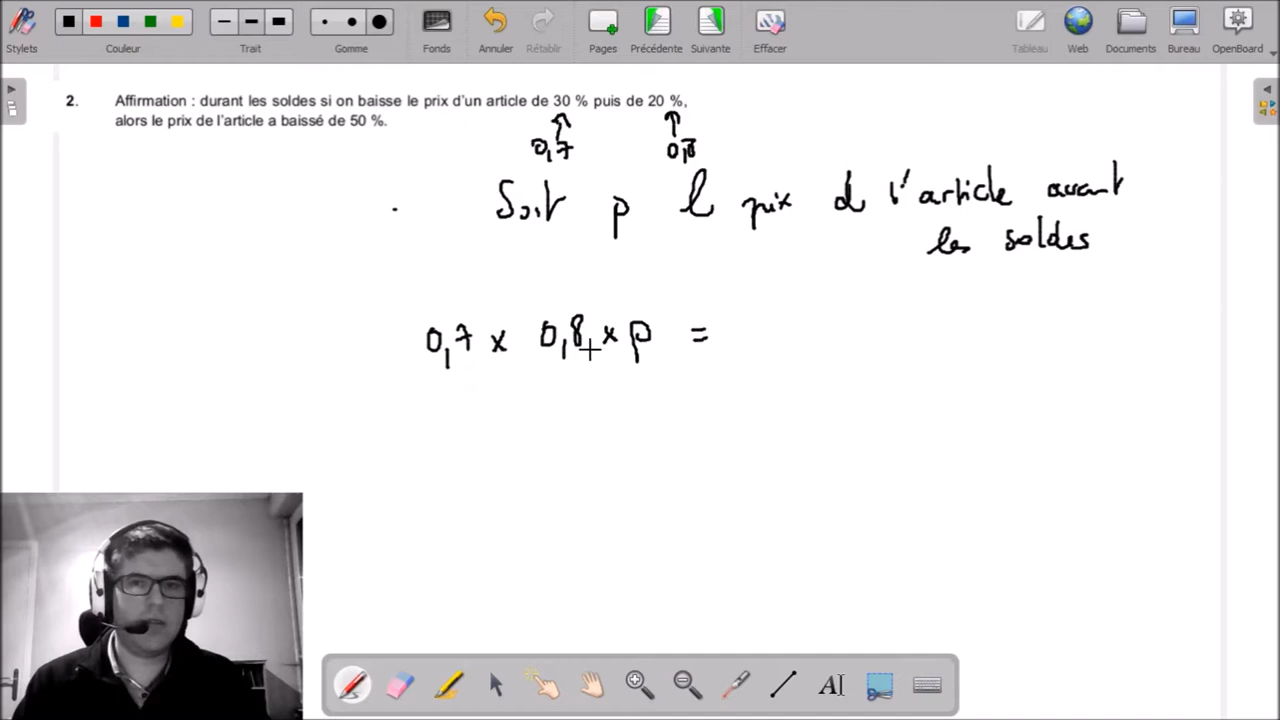 Stylets
Couleur
Trait
Gomme
Fonds
Annuler
Rétablir
Pages
Précédente
Suivante
Effacer
Tableau
Web
Documents
Bureau
OpenBoard
2. Affirmation : durant les soldes si on baisse le prix d'un article de 30 % puis de 20 %,
alors le prix de l'article a baissé de 50 %.
0,7 0,8
Soit p l prix d l'article avant
les soldes
0,7 x 0,8 x p =
AI